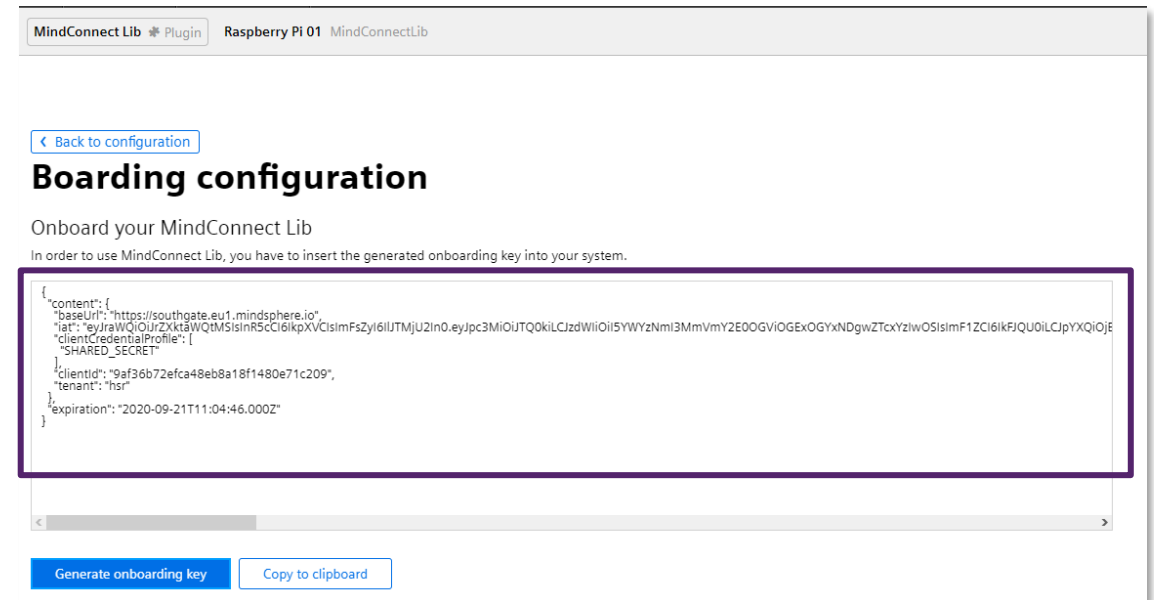 MindConnect Lib Plugin Raspberry Pi 01 MindConnectLib
Back to configuration
Boarding configuration
Onboard your MindConnect Lib
In order to use MindConnect Lib, you have to insert the generated onboarding key into your system.
{
"content": {
"baseUrl": "https://southgate.eu1.mindsphere.io",
"iat":
"clientCredentialProfile": [
"SHARED_SECRET"
],
"clientId": "9af36b72efca48eb8a18f1480e71c209",
"tenant": "hsr"
},
"expiration": "2020-09-21T11:04:46.000Z"
}
Generate onboarding key Copy to clipboard